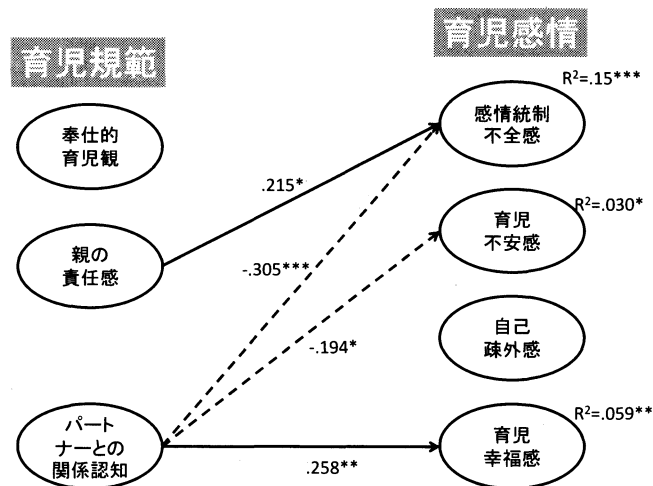 育児感情
育児規範
R²=.15***
感情統制
不全感
奉仕的
育児観
.215*
R²=.030*
育児
不安感
親の
責任感
-.305***
自己
疎外感
-.194*
R²=.059**
パート
ナーとの
関係認知
育児
幸福感
.258**